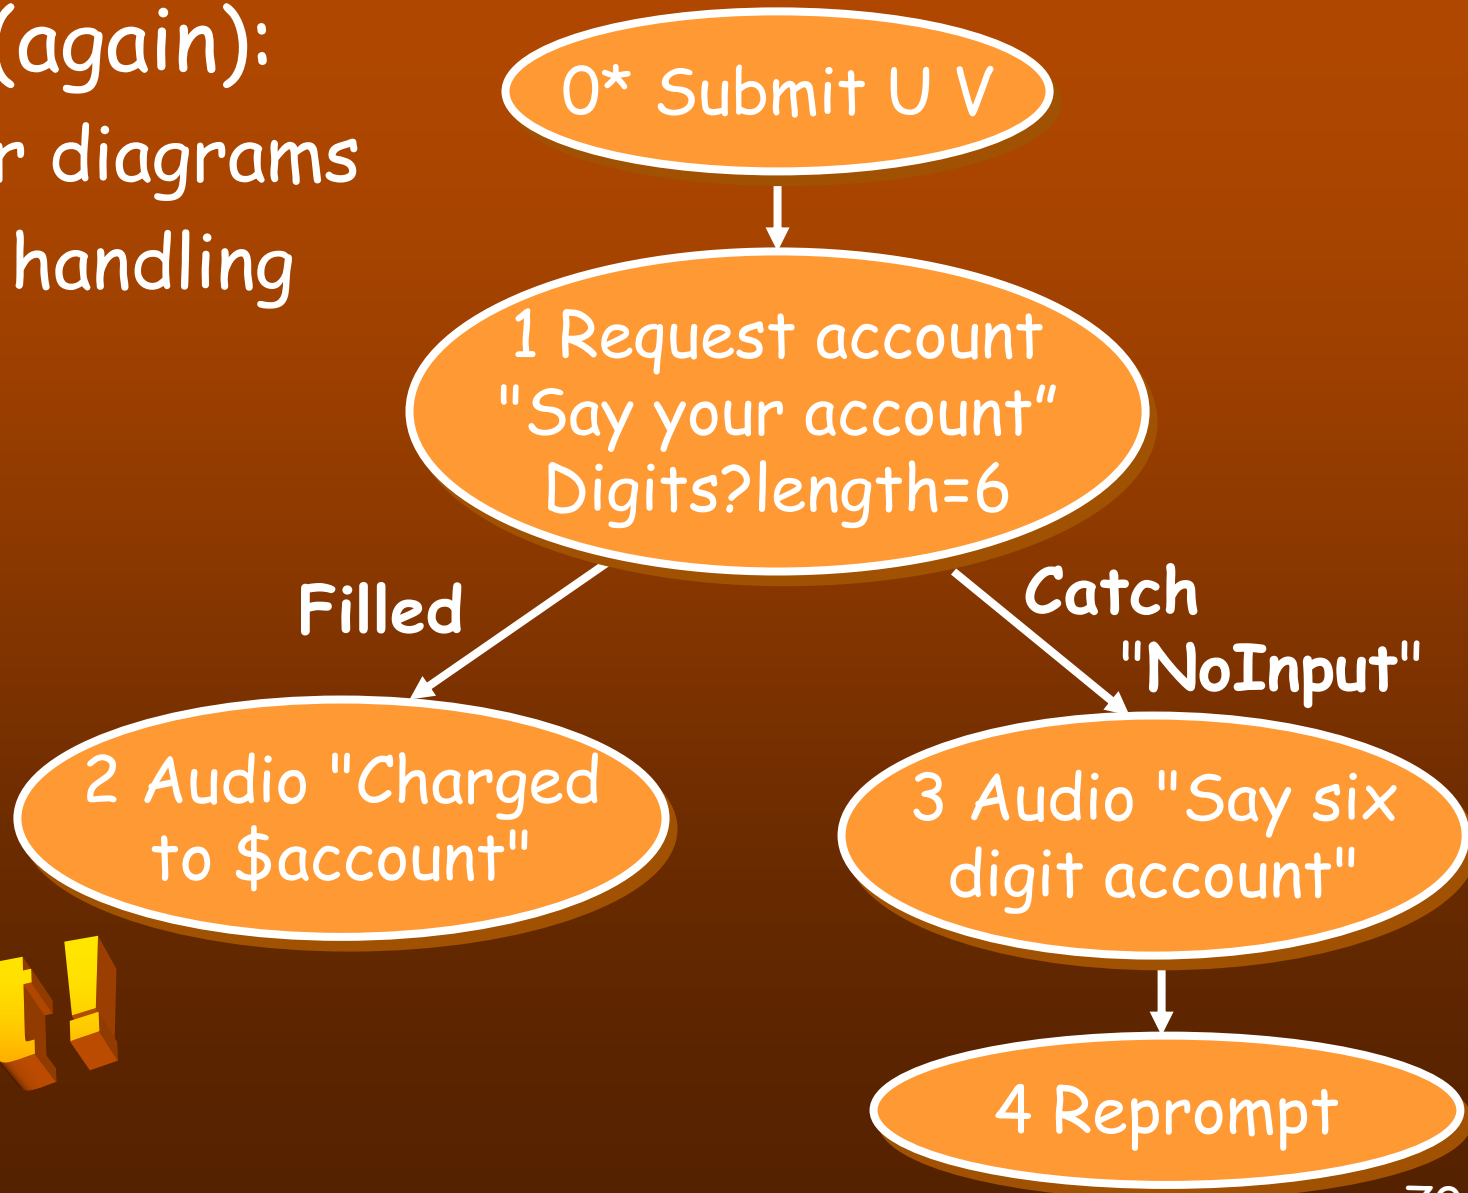 (again):
r diagrams
handling
0* Submit U V
1 Request account
"Say your account”
Digits?length=6
Filled
Catch
"NoInput"
2 Audio "Charged
to $account"
3 Audio "Say six
digit account"
t!
4 Reprompt